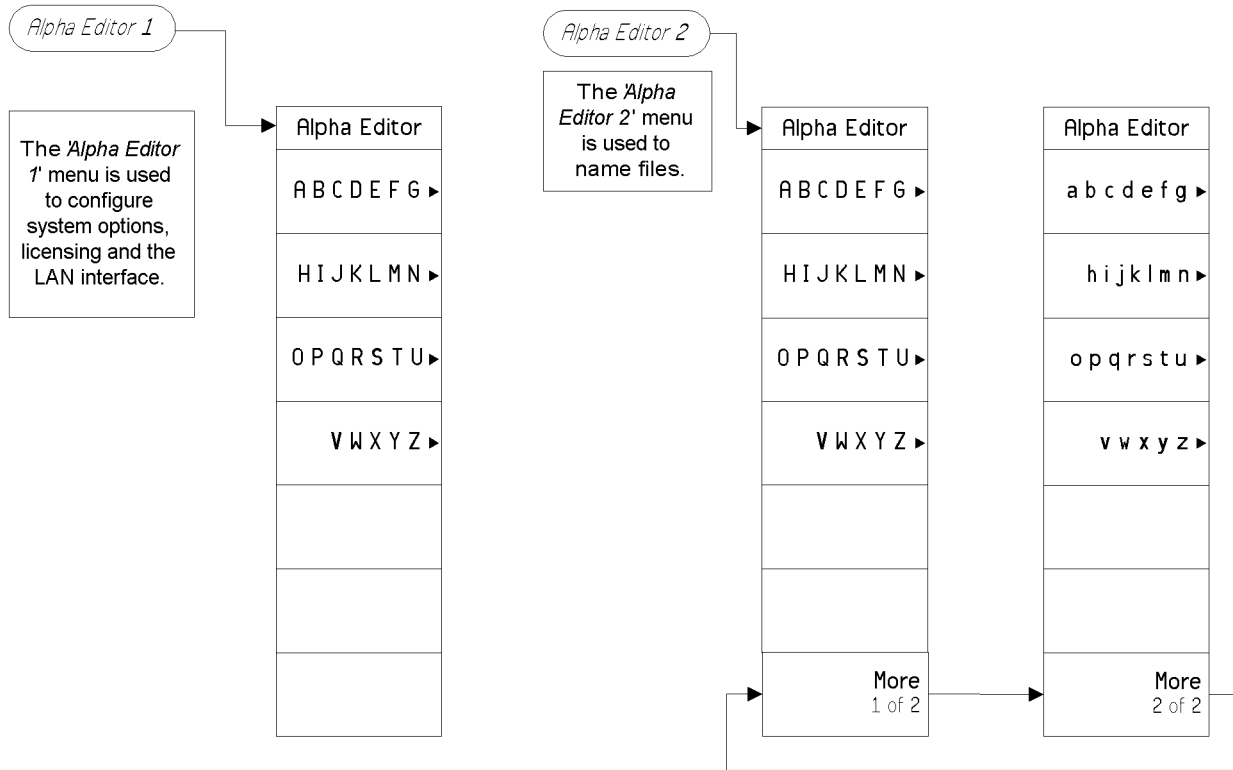 Alpha Editor 1
The 'Alpha Editor
1' menu is used
to configure
system options,
licensing and the
LAN interface.
Alpha Editor
A B C D E F G
H I J K L M N
O P Q R S T U
V W X Y Z
Alpha Editor 2
The 'Alpha
Editor 2' menu
is used to
name files.
Alpha Editor
A B C D E F G
H I J K L M N
O P Q R S T U
V W X Y Z
More
1 of 2
Alpha Editor
a b c d e f g
h i j k l m n
o p q r s t u
v w x y z
More
2 of 2